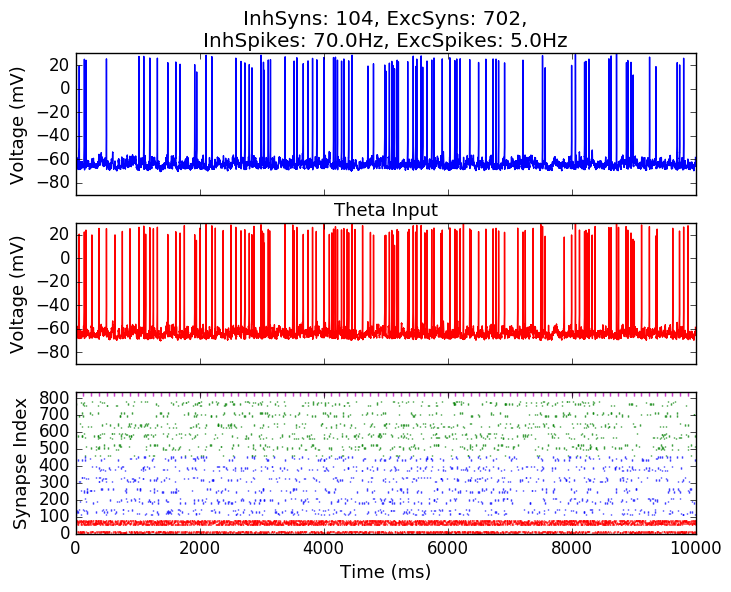 InhSyns: 104, ExcSyns: 702,
InhSpikes: 70.0Hz, ExcSpikes: 5.0Hz
20
0
−20
−40
−60
−80
Voltage (mV)
Theta Input
20
0
−20
−40
−60
−80
Voltage (mV)
800
700
600
500
400
300
200
100
0
Synapse Index
0 2000 4000 6000 8000 10000
Time (ms)